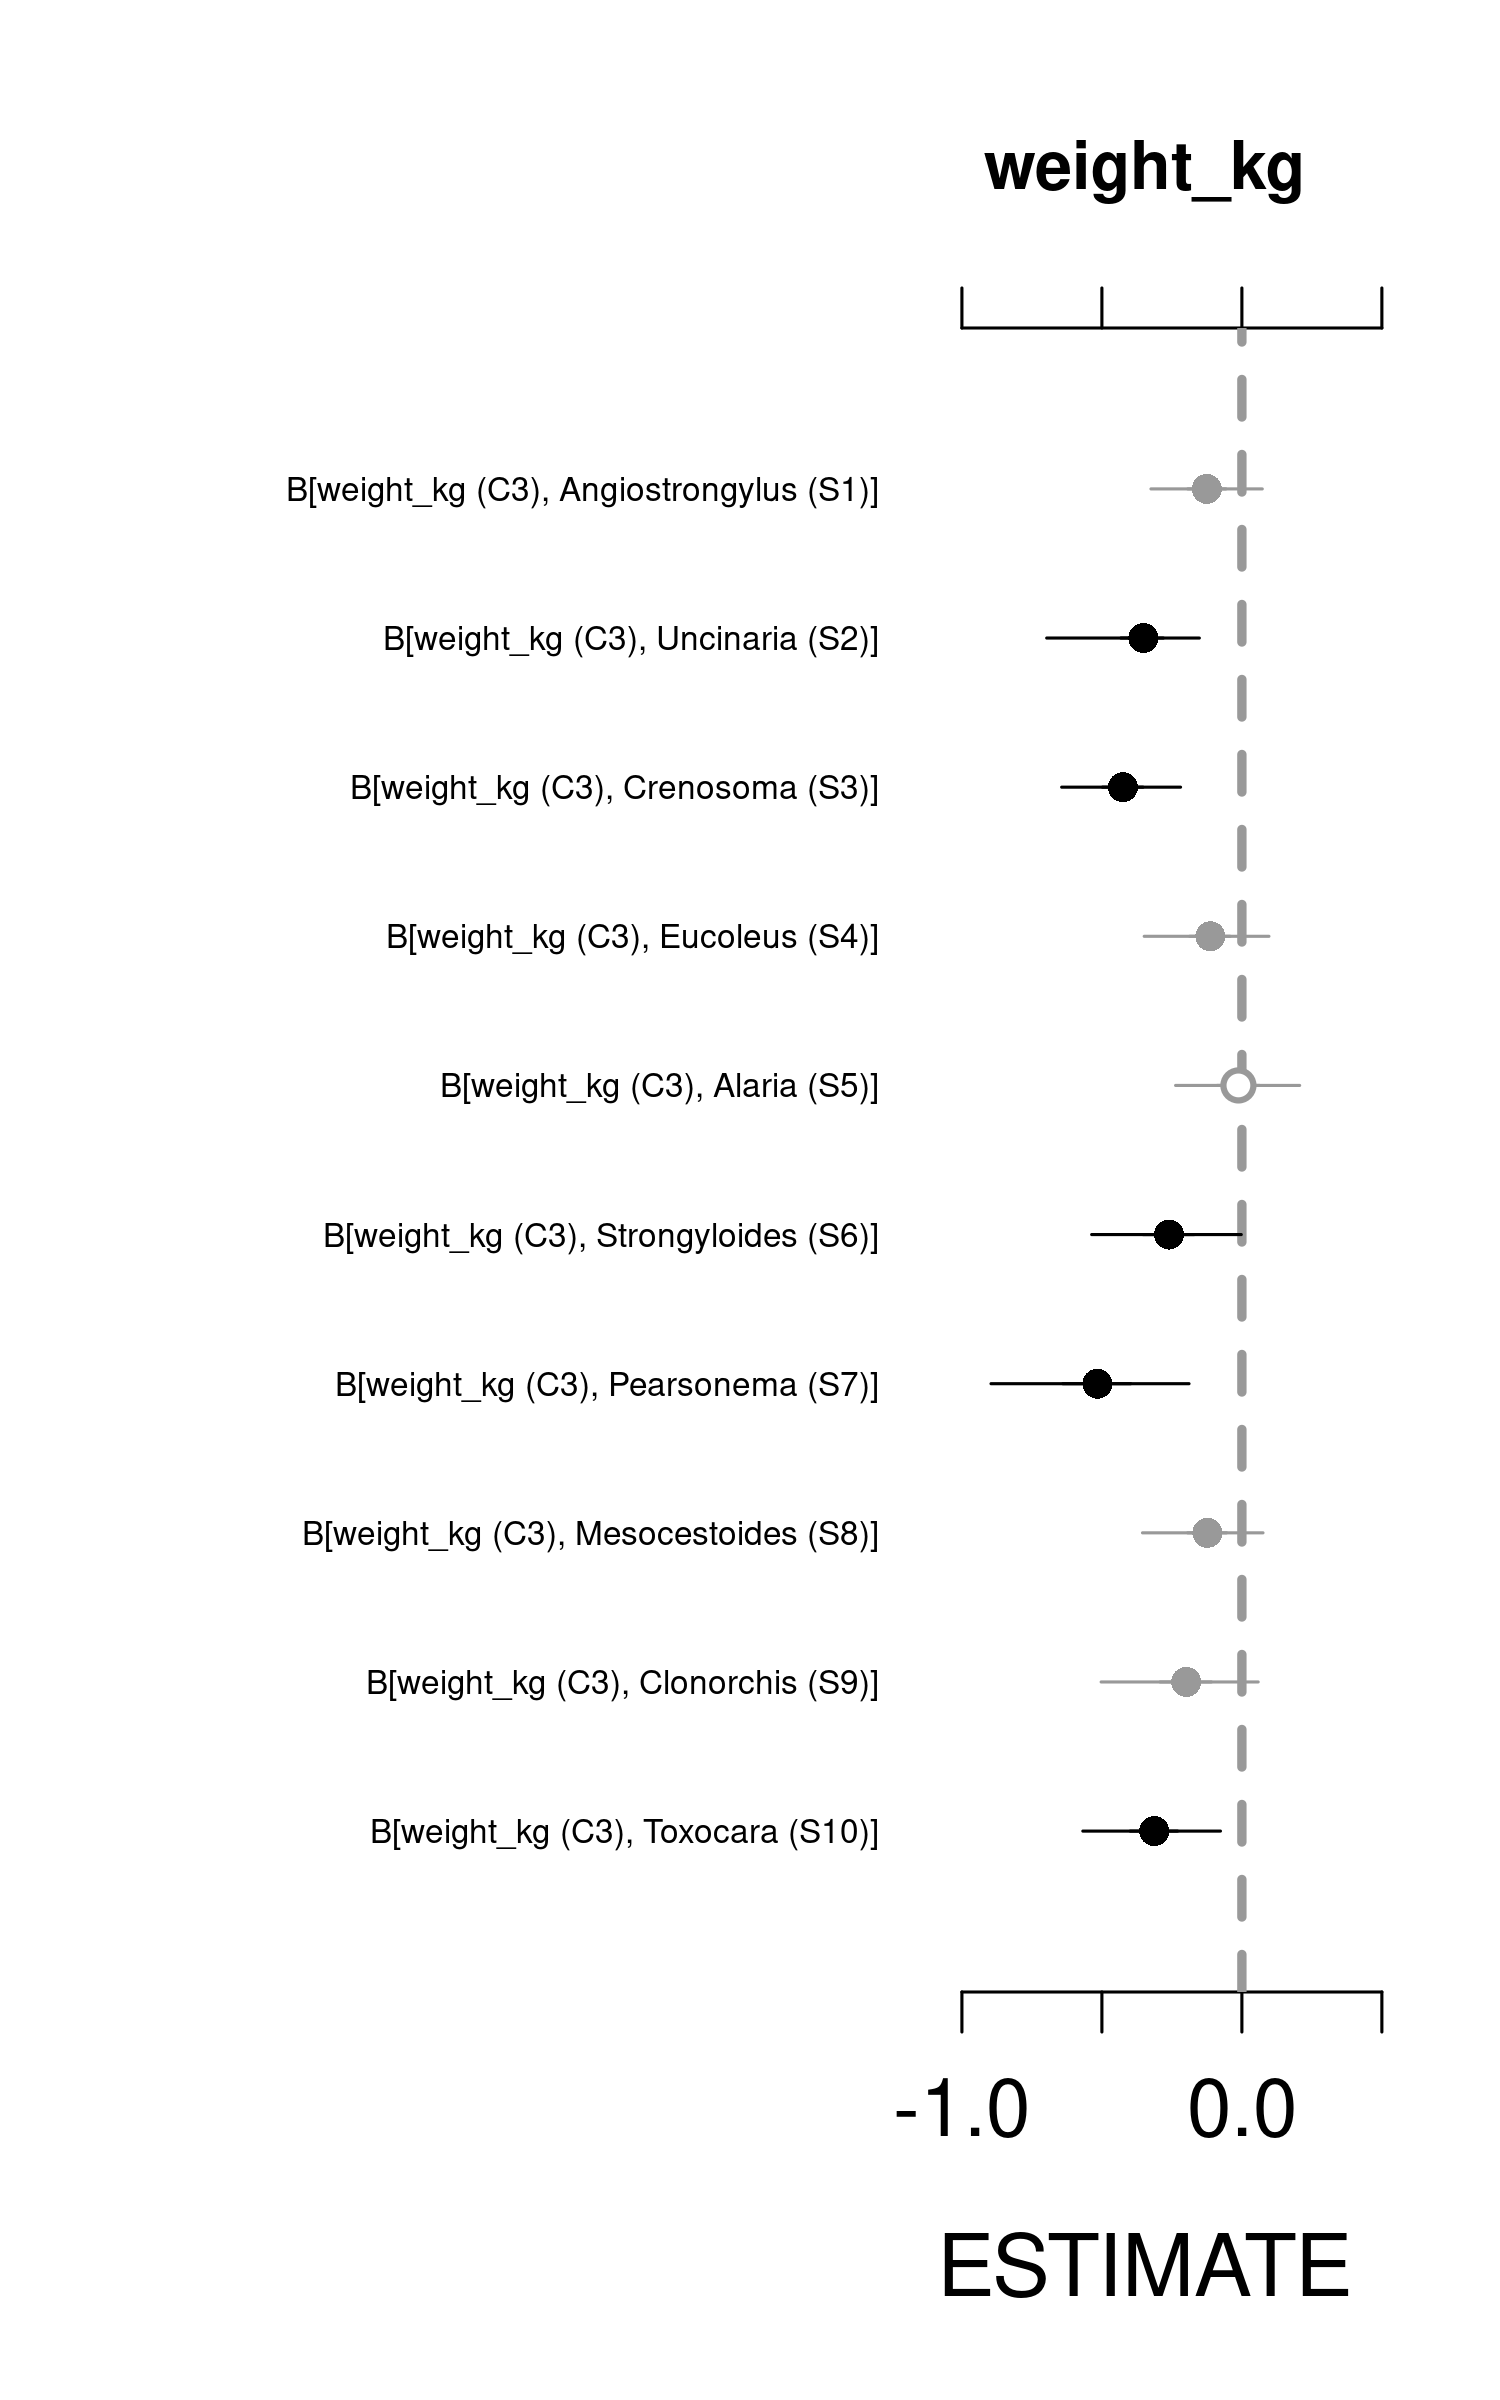 weight_kg
B[weight_kg (C3), Angiostrongylus (S1)]
B[weight_kg (C3), Uncinaria (S2)]
B[weight_kg (C3), Crenosoma (S3)]
B[weight_kg (C3), Eucoleus (S4)]
B[weight_kg (C3), Alaria (S5)]
B[weight_kg (C3), Strongyloides (S6)]
B[weight_kg (C3), Pearsonema (S7)]
B[weight_kg (C3), Mesocestoides (S8)]
B[weight_kg (C3), Clonorchis (S9)]
B[weight_kg (C3), Toxocara (S10)]
-1.0 0.0
ESTIMATE